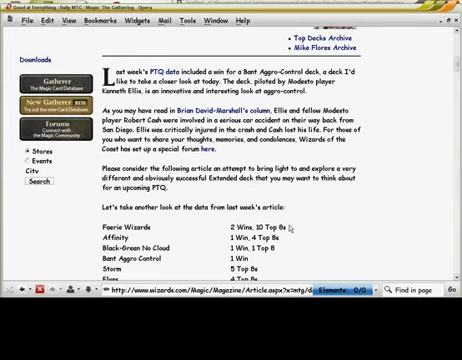 Good at Everything : Daily MTG : Magic: The Gathering - Opera
File Edit View Bookmarks Widgets Mail Tools Window Help
Top Decks Archive
Mike Flores Archive
Downloads
Gatherer
The Magic Card Database
New Gatherer BETA
Try out the new Card Database
Forums
Connect with
the Magic Community
Stores
Events
City
Search
Last week's PTQ data included a win for a Bant Aggro-Control deck, a deck I'd
like to take a closer look at today. The deck, piloted by Modesto player
Kenneth Ellis, is an innovative and interesting look at aggro-control.
As you may have read in Brian David-Marshall's column, Ellis and fellow Modesto
player Robert Cash were involved in a serious car accident on their way back from
San Diego. Ellis was critically injured in the crash and Cash lost his life. For those of
you who want to share your thoughts, memories, and condolences, Wizards of the
Coast has set up a special forum here.
Please consider the following article an attempt to bring light to and explore a very
different and obviously successful Extended deck that you may want to think about
for an upcoming PTQ.
Let's take another look at the data from last week's article:
Faerie Wizards 2 Wins, 10 Top 8s
Affinity 1 Win, 4 Top 8s
Black-Green No Cloud 1 Win, 1 Top 8
Bant Aggro Control 1 Win
Storm 5 Top 8s
Elves 4 Top 8s
http://www.wizards.com/Magic/Magazine/Article.aspx?x=mtg/d
Elements: 0/0
Find in page
Go